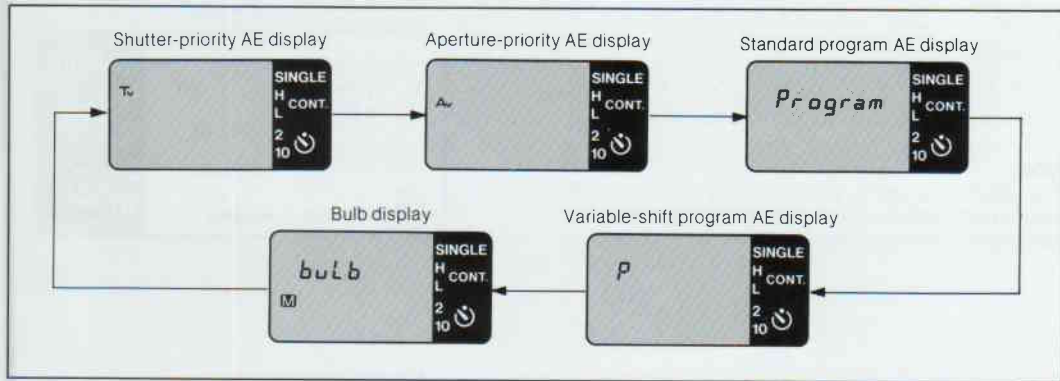 Shutter-priority AE display
Tv
SINGLE
H
L
CONT.
2
10
Aperture-priority AE display
Av
SINGLE
H
L
CONT.
2
10
Standard program AE display
Program
SINGLE
H
L
CONT.
2
10
Bulb display
bulb
M
SINGLE
H
L
CONT.
2
10
Variable-shift program AE display
P
SINGLE
H
L
CONT.
2
10